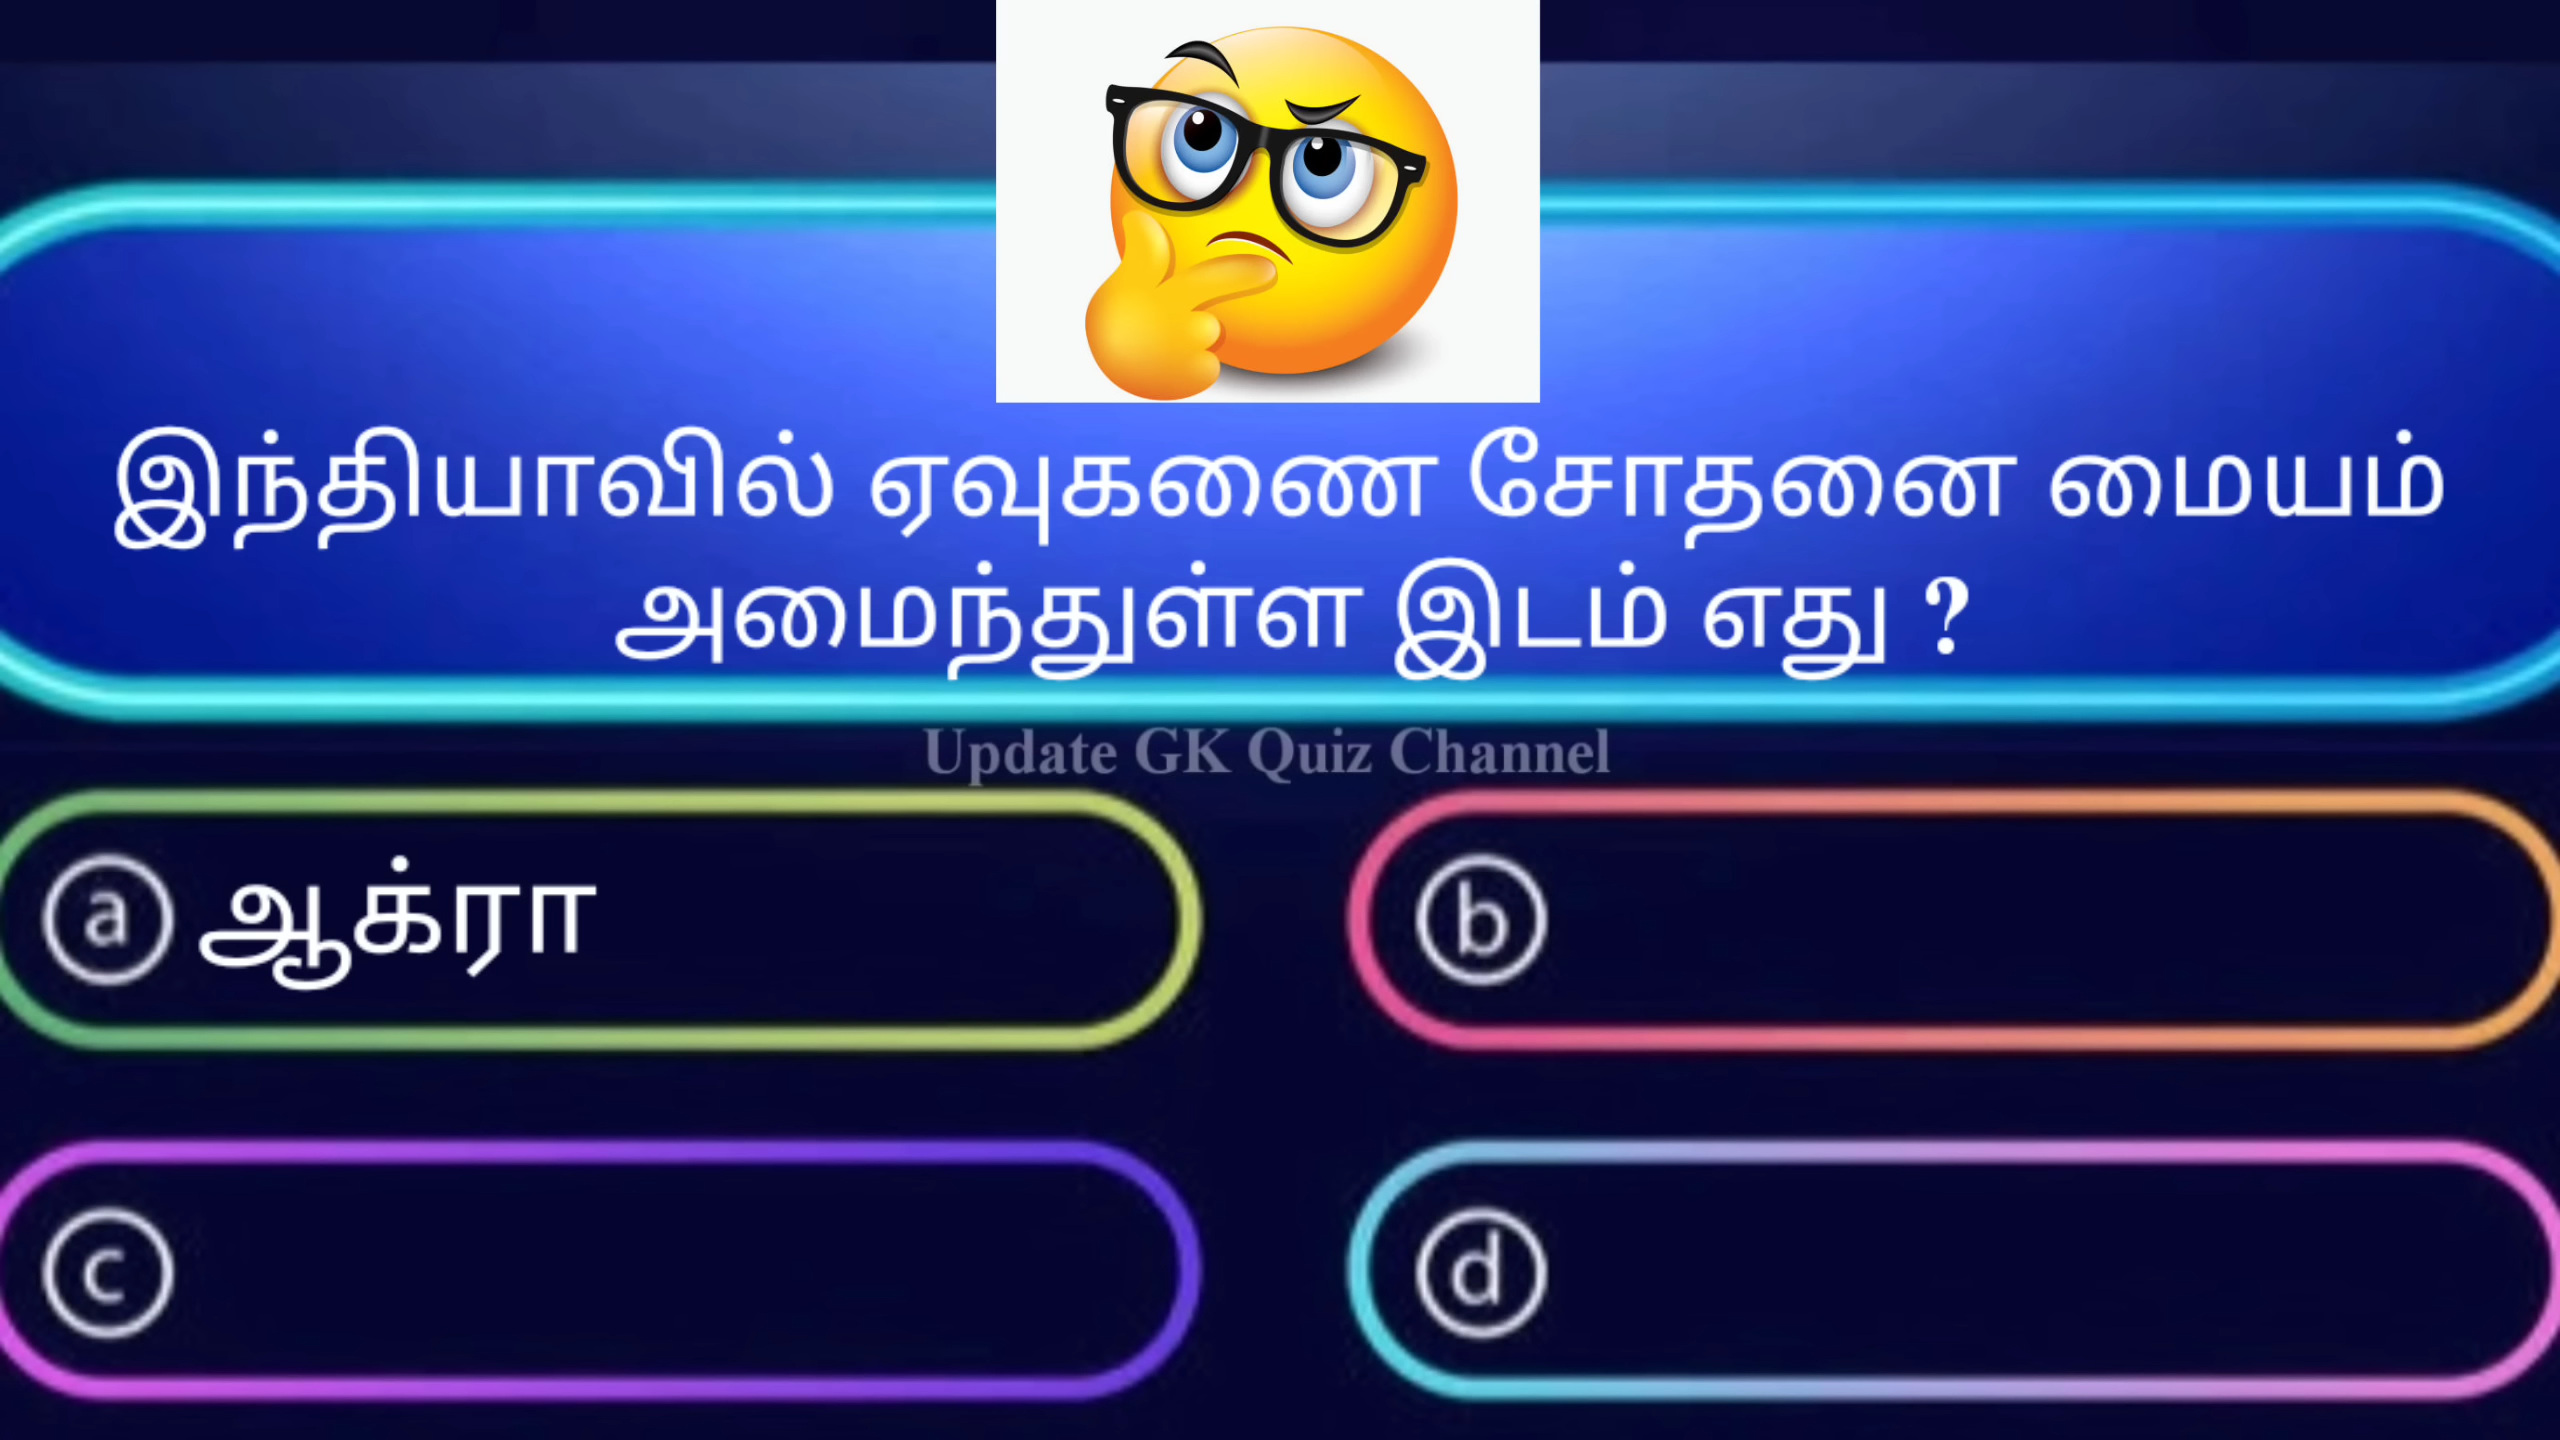 இந்தியாவில் ஏவுகணை சோதனை மையம்
அமைந்துள்ள இடம் எது ?
Update GK Quiz Channel
a ஆக்ரா
b
c
d